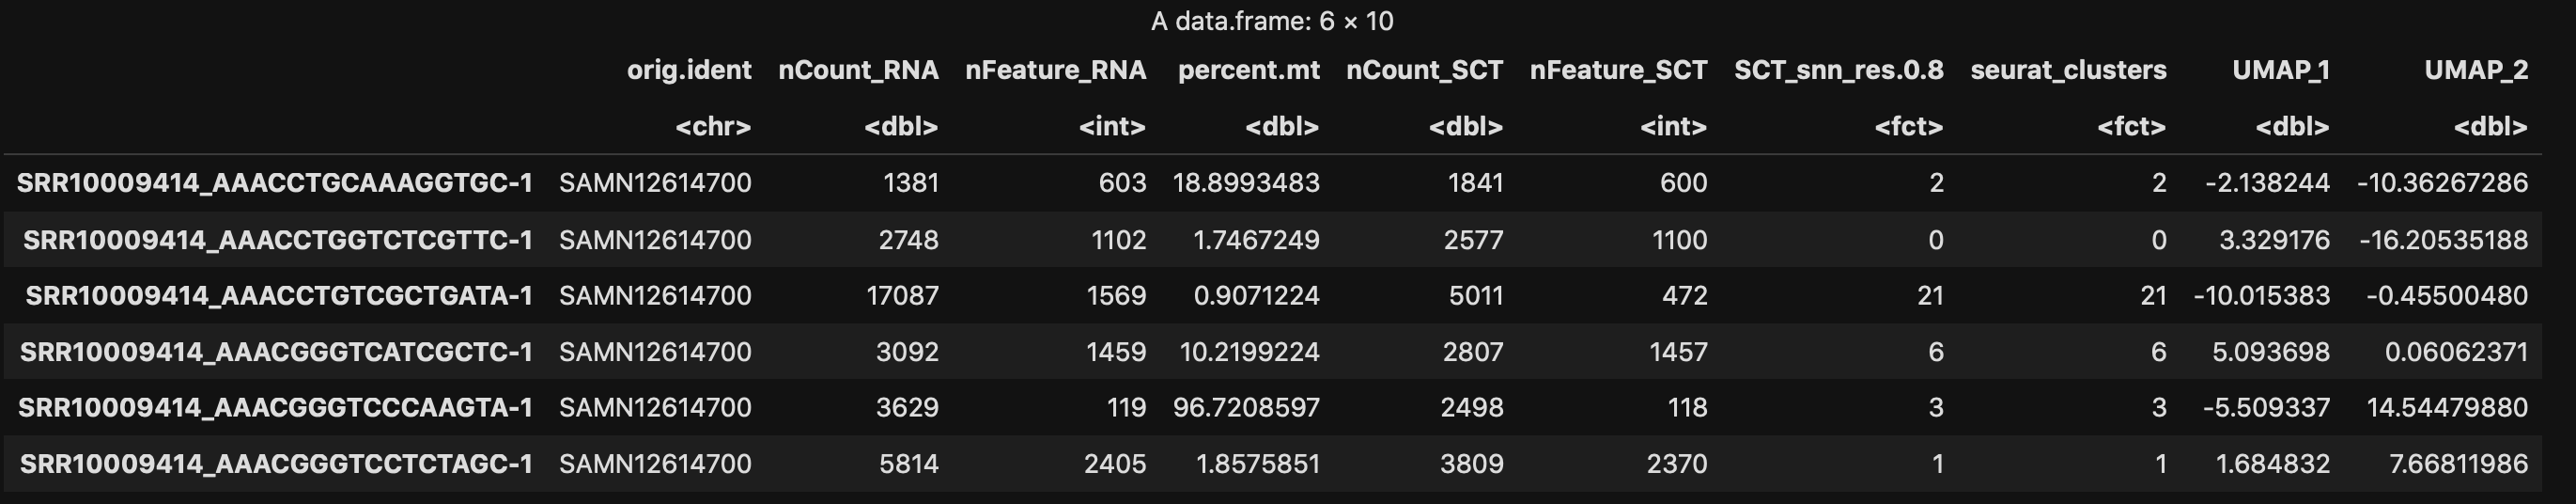 A data.frame: 6 × 10
orig.ident nCount_RNA nFeature_RNA percent.mt nCount_SCT nFeature_SCT SCT_snn_res.0.8 seurat_clusters UMAP_1 UMAP_2
<chr> <dbl> <int> <dbl> <dbl> <int> <fct> <fct> <dbl> <dbl>
SRR10009414_AAACCTGCAAAGGTGC-1 SAMN12614700 1381 603 18.8993483 1841 600 2 2 -2.138244 -10.36267286
SRR10009414_AAACCTGGTCTCGTTC-1 SAMN12614700 2748 1102 1.7467249 2577 1100 0 0 3.329176 -16.20535188
SRR10009414_AAACCTGTCGCTGATA-1 SAMN12614700 17087 1569 0.9071224 5011 472 21 21 -10.015383 -0.45500480
SRR10009414_AAACGGGTCATCGCTC-1 SAMN12614700 3092 1459 10.2199224 2807 1457 6 6 5.093698 0.06062371
SRR10009414_AAACGGGTCCCAAGTA-1 SAMN12614700 3629 119 96.7208597 2498 118 3 3 -5.509337 14.54479880
SRR10009414_AAACGGGTCCTCTAGC-1 SAMN12614700 5814 2405 1.8575851 3809 2370 1 1 1.684832 7.66811986